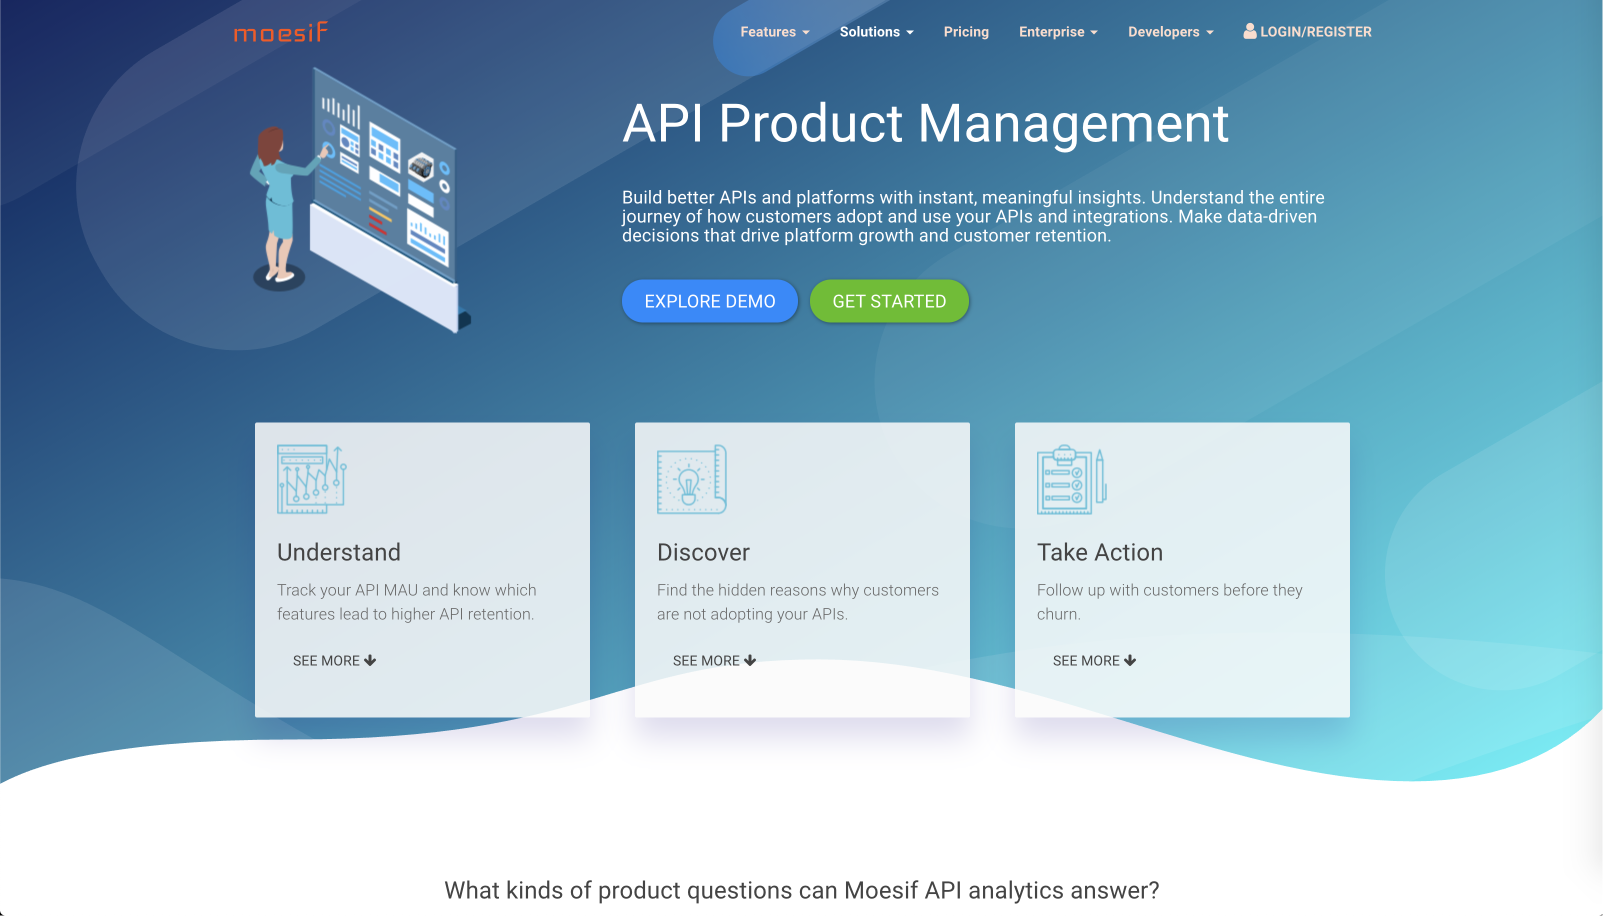 moesif
Features
Solutions
Pricing
Enterprise
Developers
LOGIN/REGISTER
API Product Management
Build better APIs and platforms with instant, meaningful insights. Understand the entire
journey of how customers adopt and use your APIs and integrations. Make data-driven
decisions that drive platform growth and customer retention.
EXPLORE DEMO
GET STARTED
Understand
Track your API MAU and know which
features lead to higher API retention.
SEE MORE
Discover
Find the hidden reasons why customers
are not adopting your APIs.
SEE MORE
Take Action
Follow up with customers before they
churn.
SEE MORE
What kinds of product questions can Moesif API analytics answer?